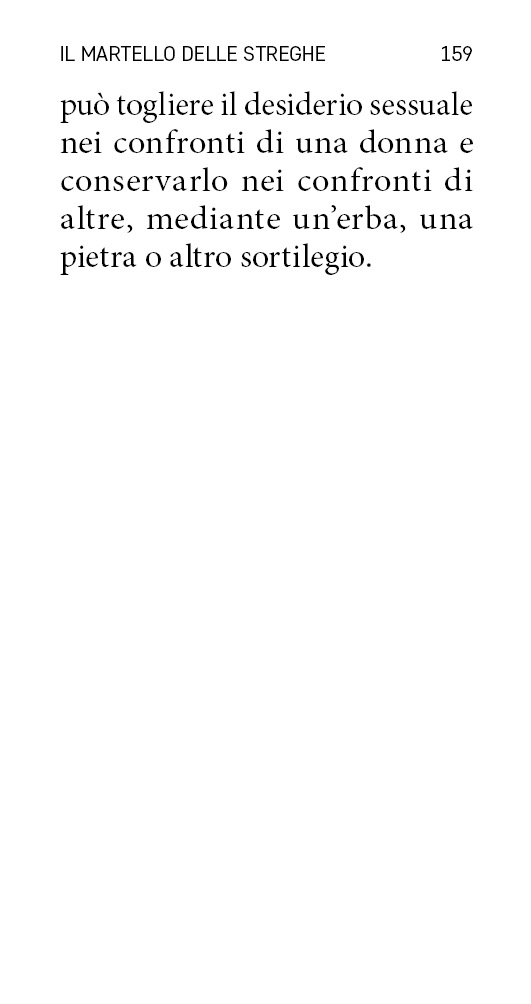 IL MARTELLO DELLE STREGHE 159
può togliere il desiderio sessuale
nei confronti di una donna e
conservarlo nei confronti di
altre, mediante un’erba, una
pietra o altro sortilegio.